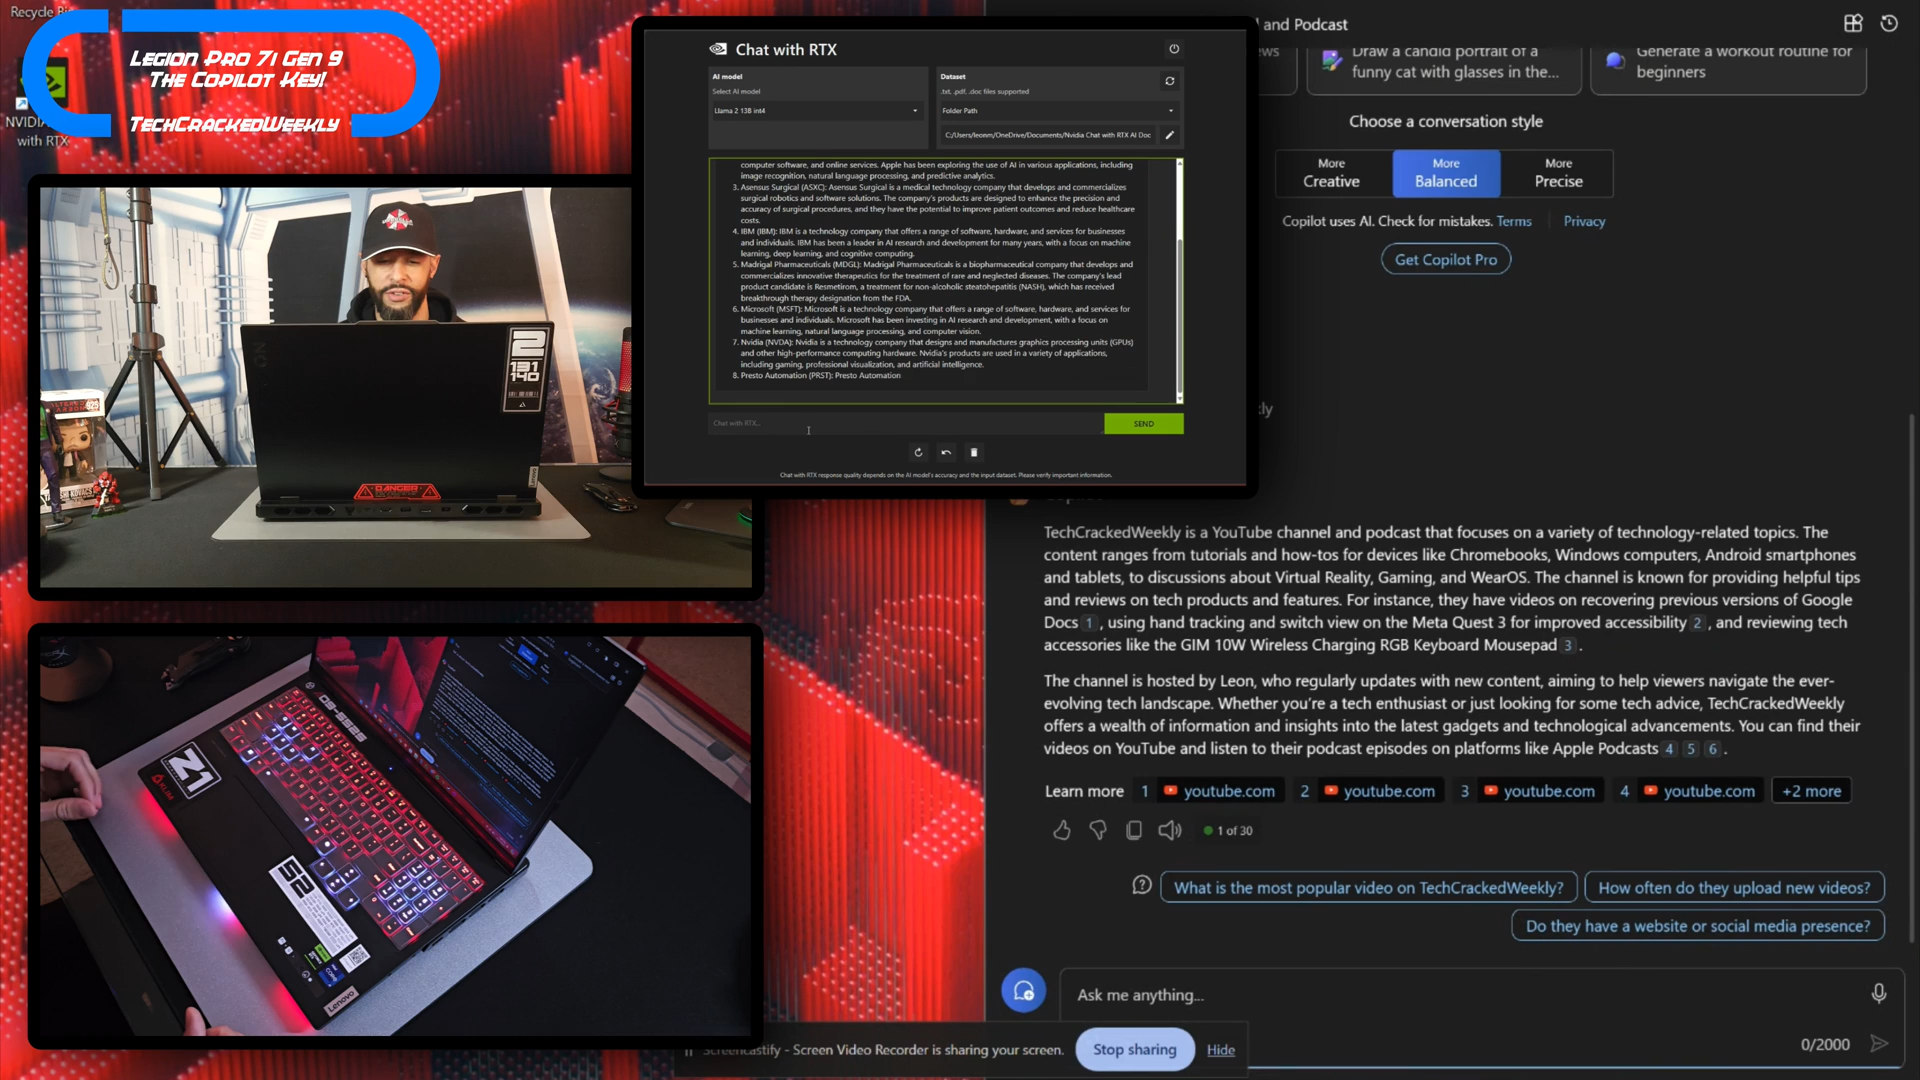 Recycle Bi
Legion Pro 7i Gen 9
The Copilot Key!
TechCrackedWeekly
NVIDIA
with RTX
Chat with RTX
AI model
Select AI model
Llama 2 13B int4
Dataset
.txt, .pdf, .doc files supported
Folder Path
C:/Users/leonm/OneDrive/Documents/Nvidia Chat with RTX AI Doc
computer software, and online services. Apple has been exploring the use of AI in various applications, including
image recognition, natural language processing, and predictive analytics.
3. Asensus Surgical (ASXC): Asensus Surgical is a medical technology company that develops and commercializes
surgical robotics and software solutions. The company's products are designed to enhance the precision and
accuracy of surgical procedures, and they have the potential to improve patient outcomes and reduce healthcare
costs.
4. IBM (IBM): IBM is a technology company that offers a range of software, hardware, and services for businesses
and individuals. IBM has been a leader in AI research and development for many years, with a focus on machine
learning, deep learning, and cognitive computing.
5. Madrigal Pharmaceuticals (MDGL): Madrigal Pharmaceuticals is a biopharmaceutical company that develops and
commercializes innovative therapeutics for the treatment of rare and neglected diseases. The company's lead
product candidate is Resmetirom, a treatment for non-alcoholic steatohepatitis (NASH), which has received
breakthrough therapy designation from the FDA.
6. Microsoft (MSFT): Microsoft is a technology company that offers a range of software, hardware, and services for
businesses and individuals. Microsoft has been investing in AI research and development, with a focus on
machine learning, natural language processing, and computer vision.
7. Nvidia (NVDA): Nvidia is a technology company that designs and manufactures graphics processing units (GPUs)
and other high-performance computing hardware. Nvidia's products are used in a variety of applications,
including gaming, professional visualization, and artificial intelligence.
8. Presto Automation (PRST): Presto Automation
Chat with RTX...
SEND
Chat with RTX response quality depends on the AI model's accuracy and the input dataset. Please verify important information.
and Podcast
ews
Draw a candid portrait of a
funny cat with glasses in the...
Generate a workout routine for
beginners
Choose a conversation style
More
Creative
More
Balanced
More
Precise
Copilot uses AI. Check for mistakes. Terms Privacy
Get Copilot Pro
kly
TechCrackedWeekly is a YouTube channel and podcast that focuses on a variety of technology-related topics. The
content ranges from tutorials and how-tos for devices like Chromebooks, Windows computers, Android smartphones
and tablets, to discussions about Virtual Reality, Gaming, and WearOS. The channel is known for providing helpful tips
and reviews on tech products and features. For instance, they have videos on recovering previous versions of Google
Docs 1 , using hand tracking and switch view on the Meta Quest 3 for improved accessibility 2 , and reviewing tech
accessories like the GIM 10W Wireless Charging RGB Keyboard Mousepad 3 .
The channel is hosted by Leon, who regularly updates with new content, aiming to help viewers navigate the ever-
evolving tech landscape. Whether you're a tech enthusiast or just looking for some tech advice, TechCrackedWeekly
offers a wealth of information and insights into the latest gadgets and technological advancements. You can find their
videos on YouTube and listen to their podcast episodes on platforms like Apple Podcasts 4 5 6 .
Learn more 1 youtube.com 2 youtube.com 3 youtube.com 4 youtube.com +2 more
1 of 30
What is the most popular video on TechCrackedWeekly?
How often do they upload new videos?
Do they have a website or social media presence?
Ask me anything...
0/2000
Screencastify - Screen Video Recorder is sharing your screen.
Stop sharing
Hide
2
131
140
DANGER
925
Z1
KLIM
OS-5525
S2
CORE
Lenovo